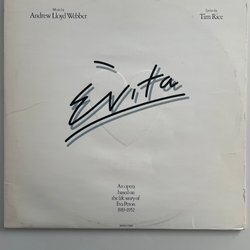 Music by
Andrew Lloyd Webber
Lyrics by
Tim Rice
Evita
An opera
based on
the life story of
Eva Peron
1919-1952